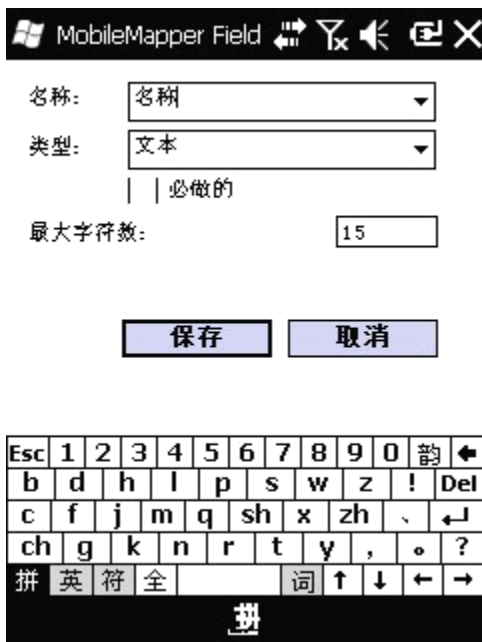 MobileMapper Field
名称: 名称
类型: 文本
必做的
最大字符数: 15
保存 取消
Esc 1 2 3 4 5 6 7 8 9 0 韵
b d h l p s w z ! Del
c f j m q sh x zh 、
ch g k n r t y , 。 ?
拼 英 符 全 词
拼